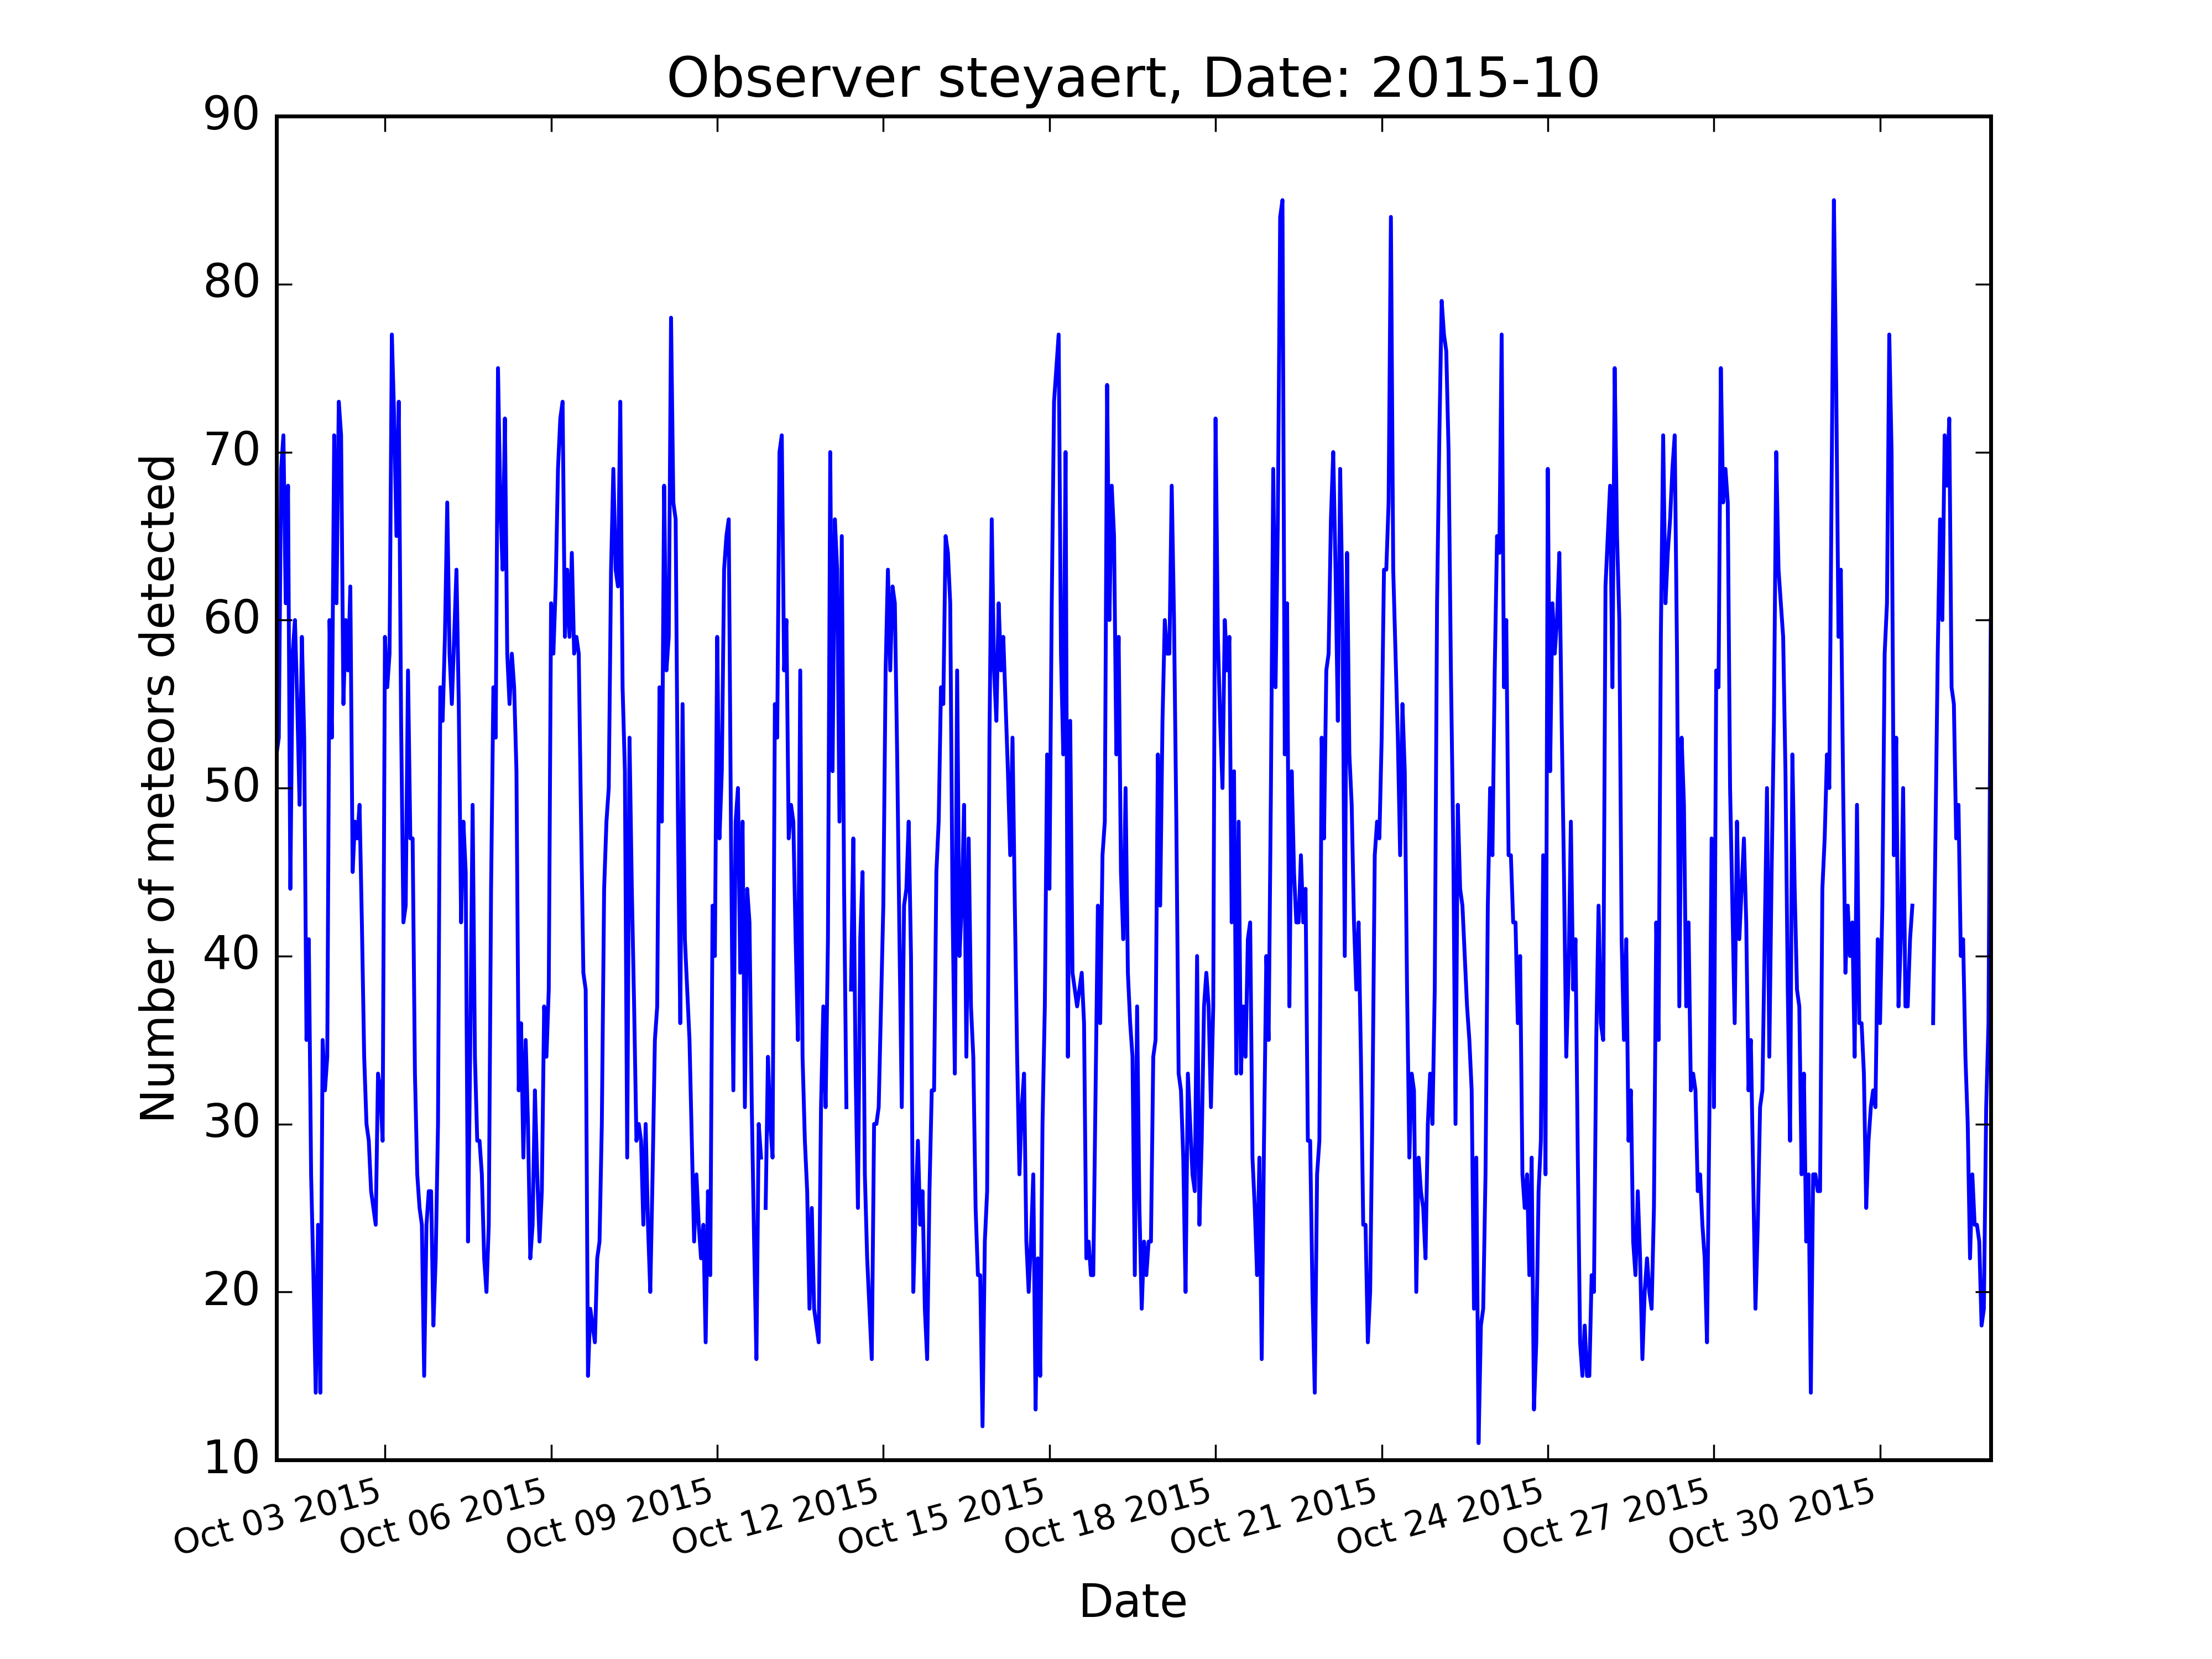 Observer steyaert, Date: 2015-10
Number of meteors detected
90
80
70
60
50
40
30
20
10
Oct 03 2015
Oct 06 2015
Oct 09 2015
Oct 12 2015
Oct 15 2015
Oct 18 2015
Oct 21 2015
Oct 24 2015
Oct 27 2015
Oct 30 2015
Date